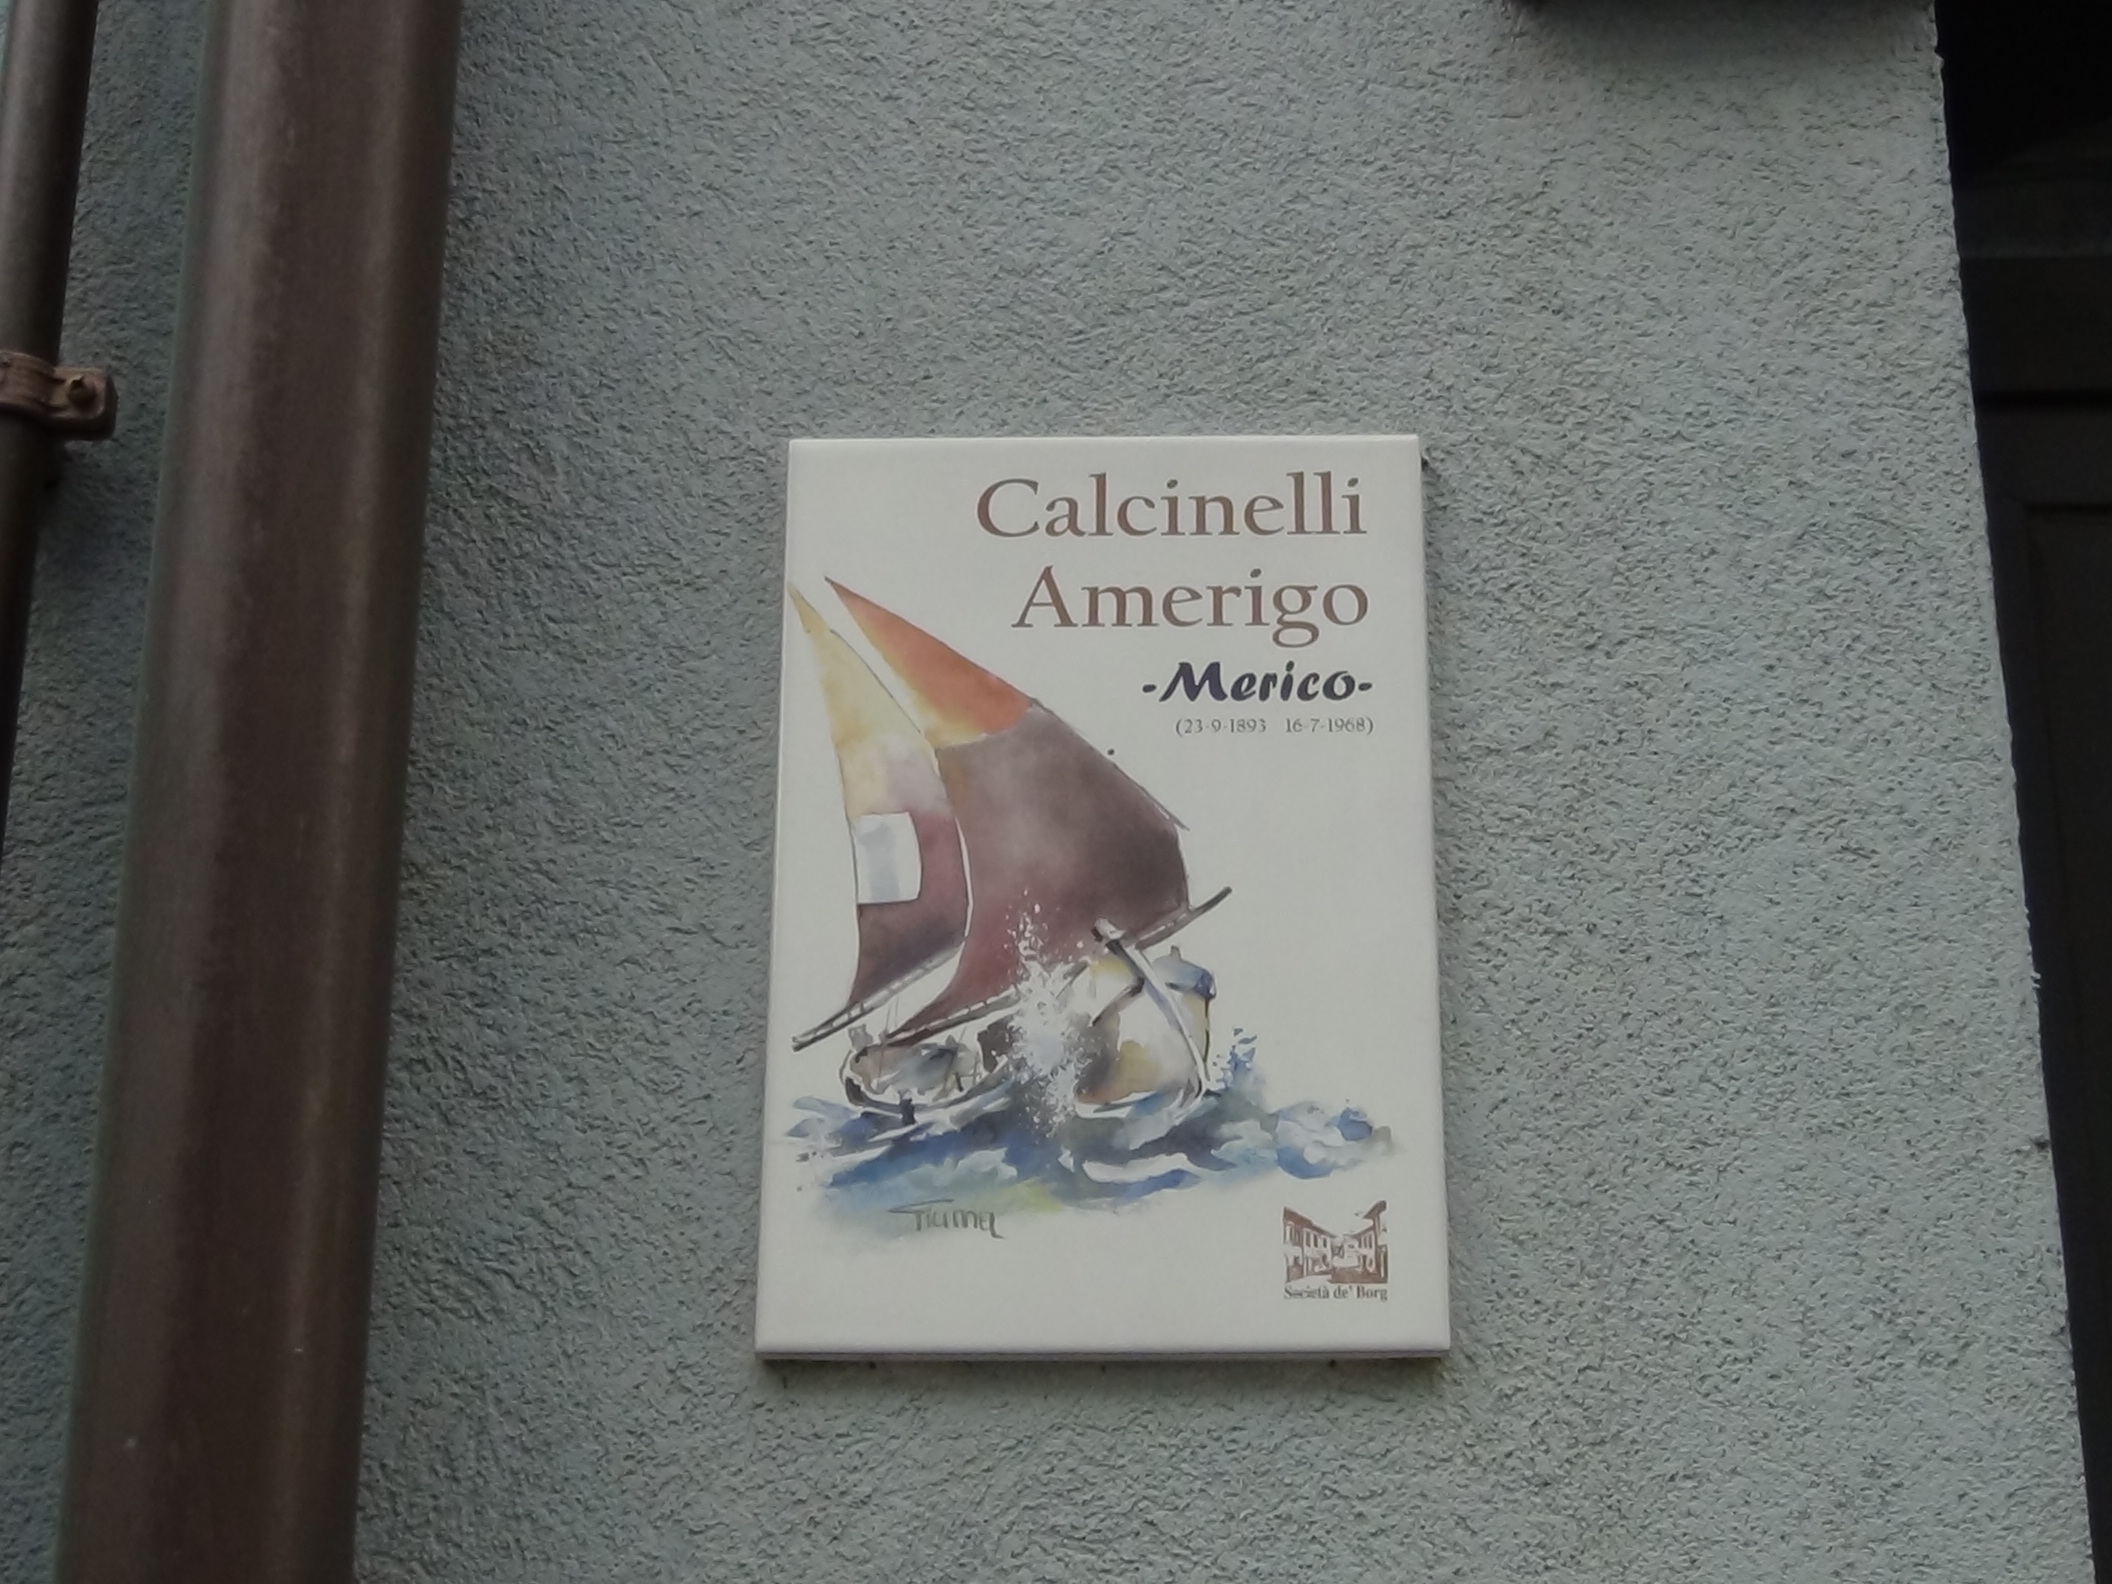 Calcinelli
Amerigo
-Merico-
(23-9-1893 16-7-1968)
Società de' Borg